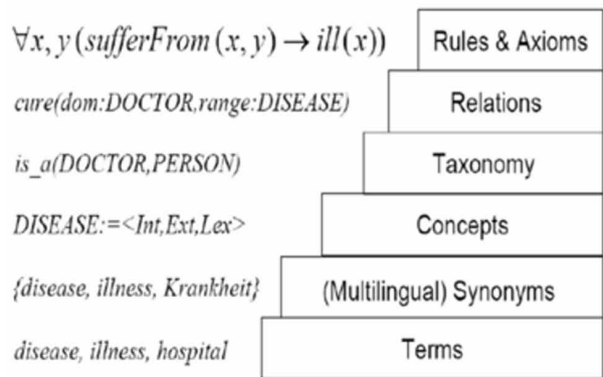 ∀x, y (sufferFrom (x, y) → ill(x)) Rules & Axioms
cure(dom:DOCTOR,range:DISEASE) Relations
is_a(DOCTOR,PERSON) Taxonomy
DISEASE:=<Int,Ext,Lex> Concepts
{disease, illness, Krankheit} (Multilingual) Synonyms
disease, illness, hospital Terms